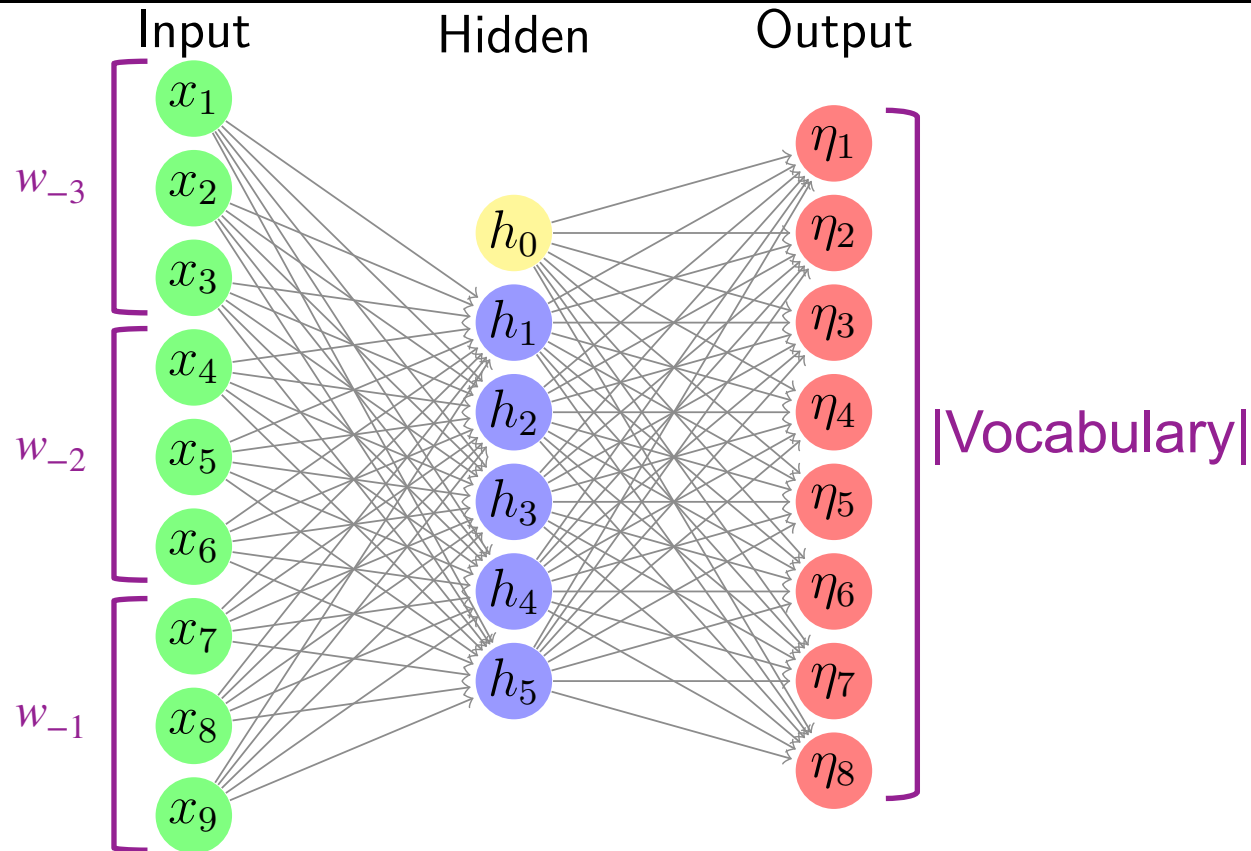 Input Hidden Output
w₋₃
w₋₂
w₋₁
x₁
x₂
x₃
x₄
x₅
x₆
x₇
x₈
x₉
h₀
h₁
h₂
h₃
h₄
h₅
η₁
η₂
η₃
η₄
η₅
η₆
η₇
η₈
|Vocabulary|